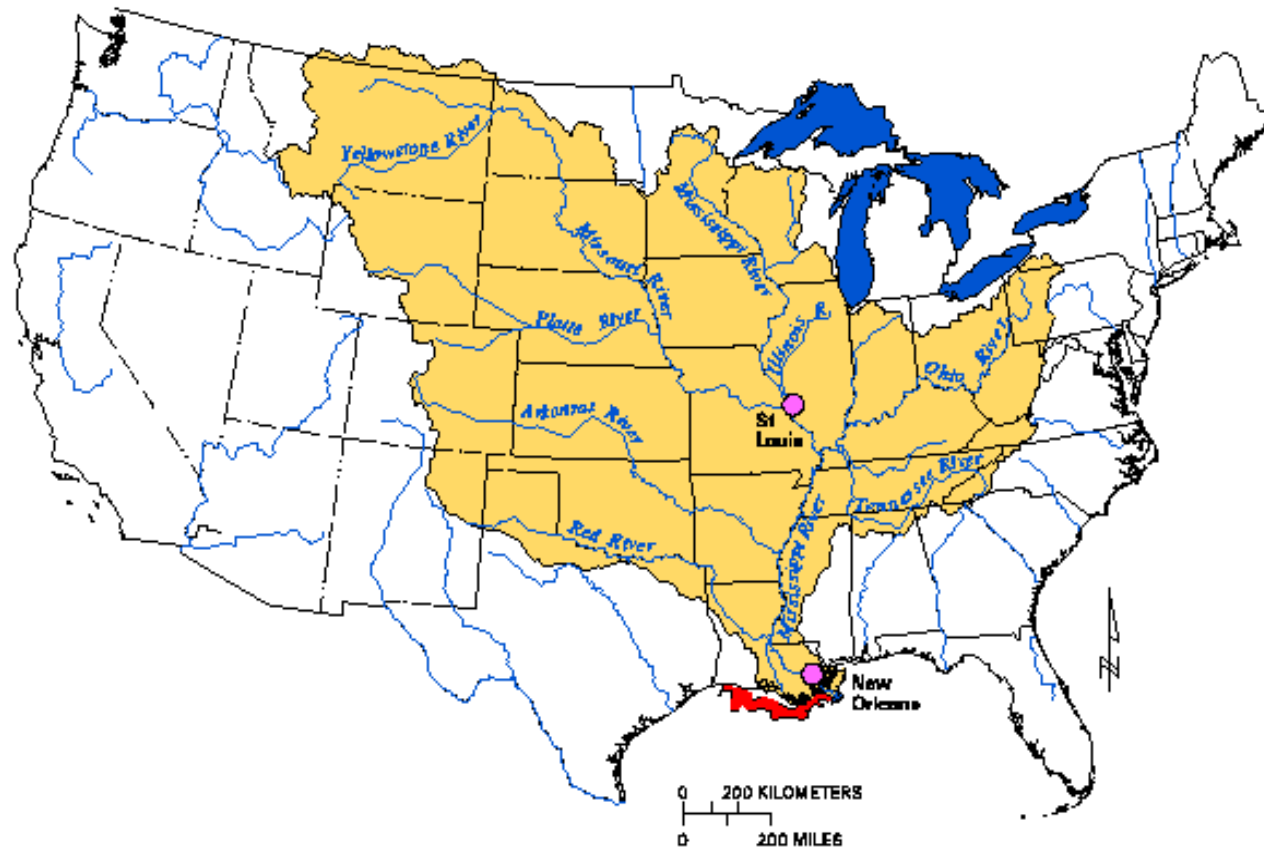 Yellowstone River
Mississippi River
Missouri River
Platte River
Illinois R.
Ohio River
St
Louis
Arkansas River
Tennessee River
Red River
Mississippi River
New
Orleans
N
0 200 KILOMETERS
0 200 MILES